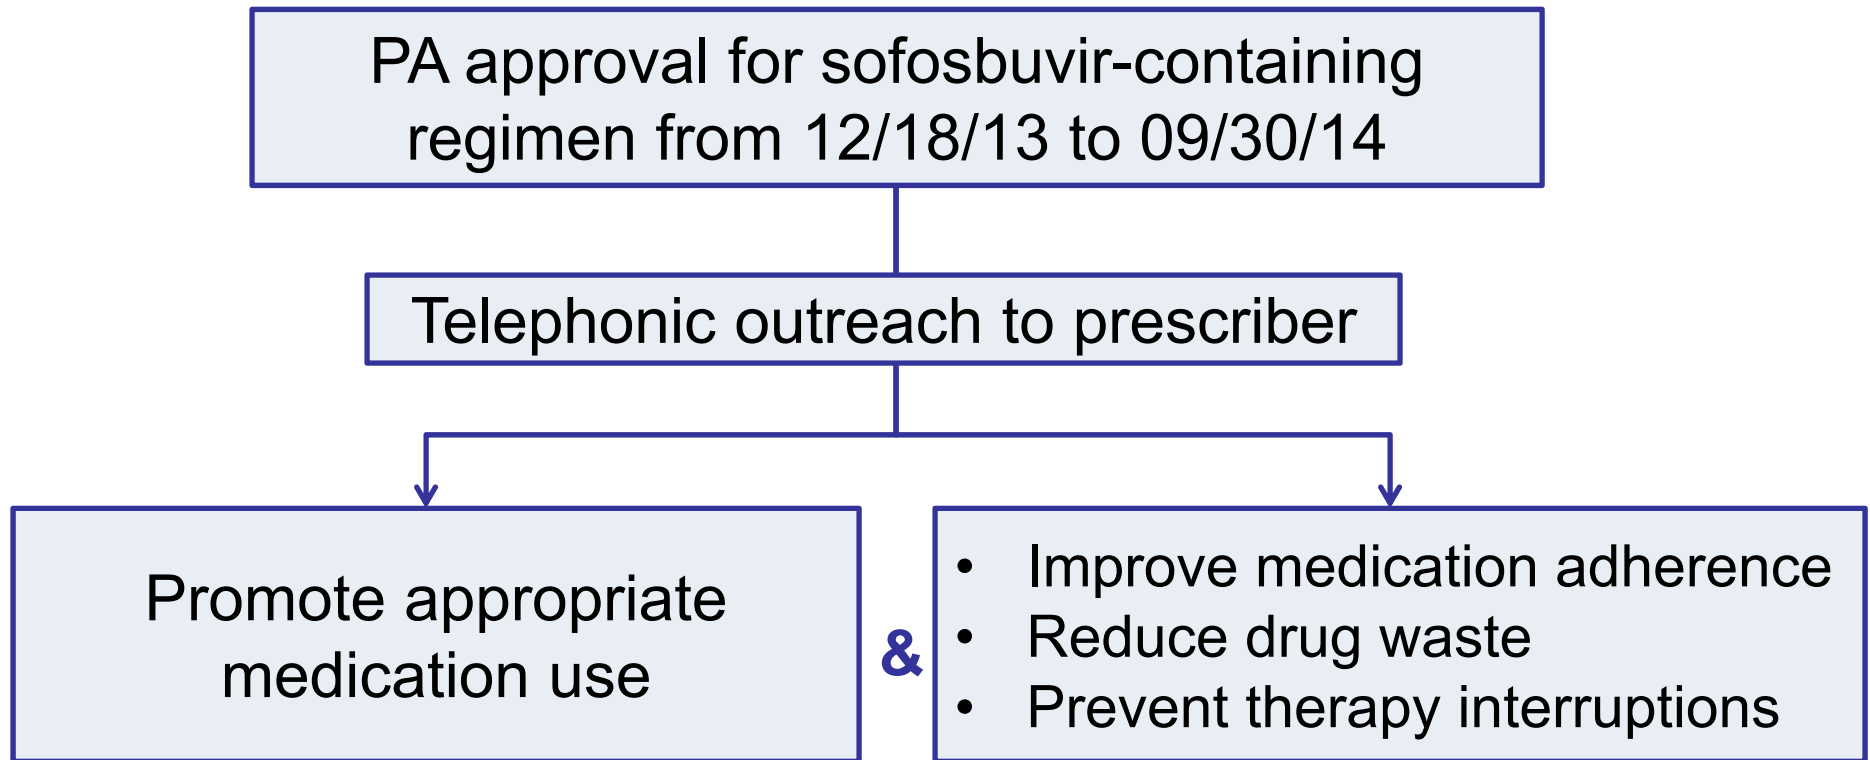 PA approval for sofosbuvir-containing
regimen from 12/18/13 to 09/30/14
Telephonic outreach to prescriber
Promote appropriate
medication use
&
• Improve medication adherence
• Reduce drug waste
• Prevent therapy interruptions